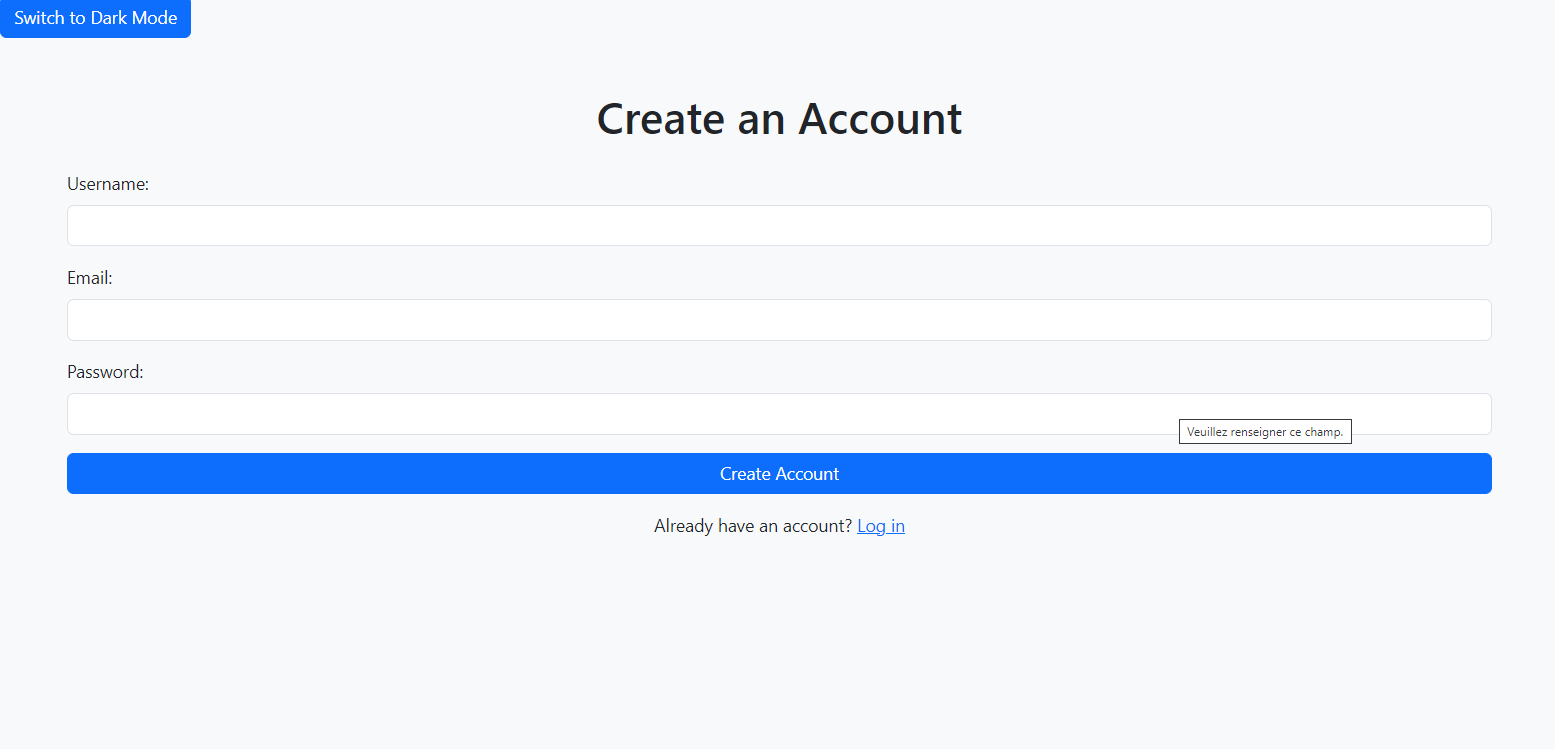 Switch to Dark Mode
Create an Account
Username:
Email:
Password:
Veuillez renseigner ce champ.
Create Account
Already have an account? Log in